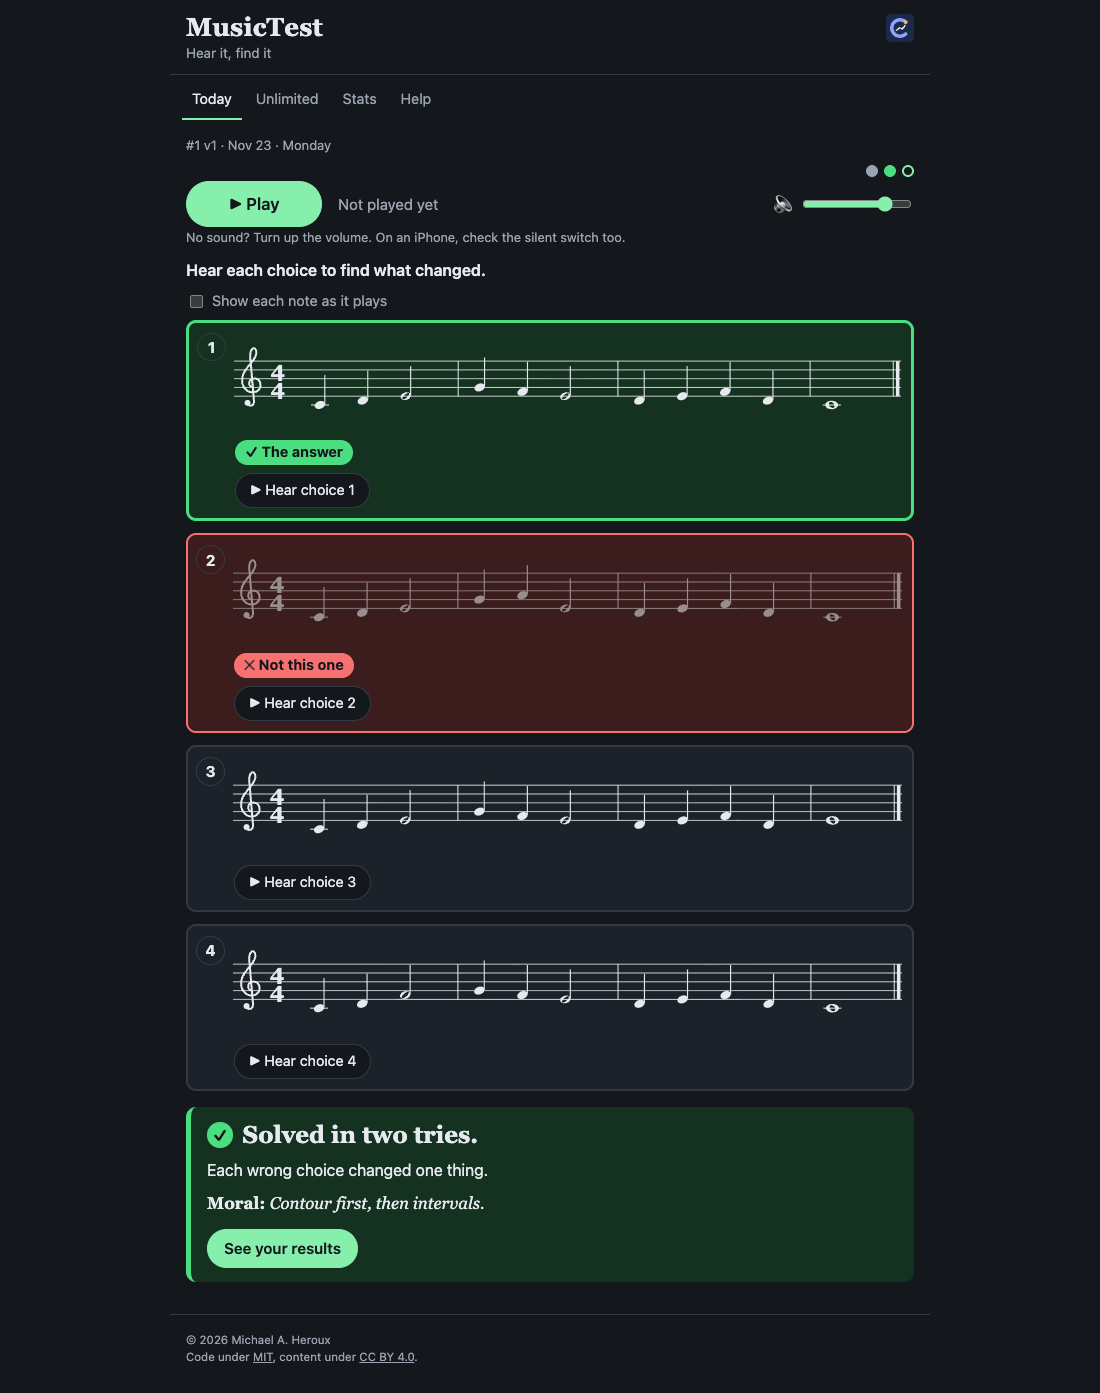 MusicTest
Hear it, find it
Today Unlimited Stats Help
#1 v1 · Nov 23 · Monday
Play Not played yet
No sound? Turn up the volume. On an iPhone, check the silent switch too.
Hear each choice to find what changed.
Show each note as it plays
1
4
4
The answer
Hear choice 1
2
4
4
Not this one
Hear choice 2
3
4
4
Hear choice 3
4
4
4
Hear choice 4
Solved in two tries.
Each wrong choice changed one thing.
Moral: Contour first, then intervals.
See your results
© 2026 Michael A. Heroux
Code under MIT, content under CC BY 4.0.